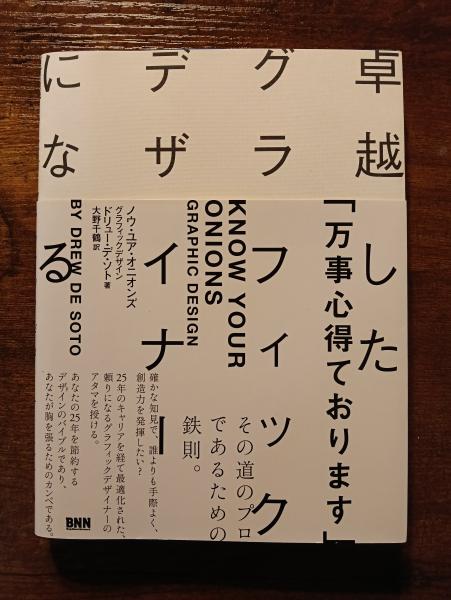 卓越した
グラフィック
デザイナー
になる
「万事心得ております」
KNOW YOUR
ONIONS
GRAPHIC DESIGN
その道のプロ
であるための
鉄則。
ノウ・ユア・オニオンズ
グラフィックデザイン
ドリュー・デ・ソト 著
大野千鶴 訳
BY DREW DE SOTO
確かな知見で、誰よりも手際よく、
創造力を発揮したい？
25年のキャリアを経て最適化された、
頼りになるグラフィックデザイナーの
アタマを授ける。
あなたの25年を節約する
デザインのバイブルであり、
あなたが胸を張るためのカンペである。
BNN